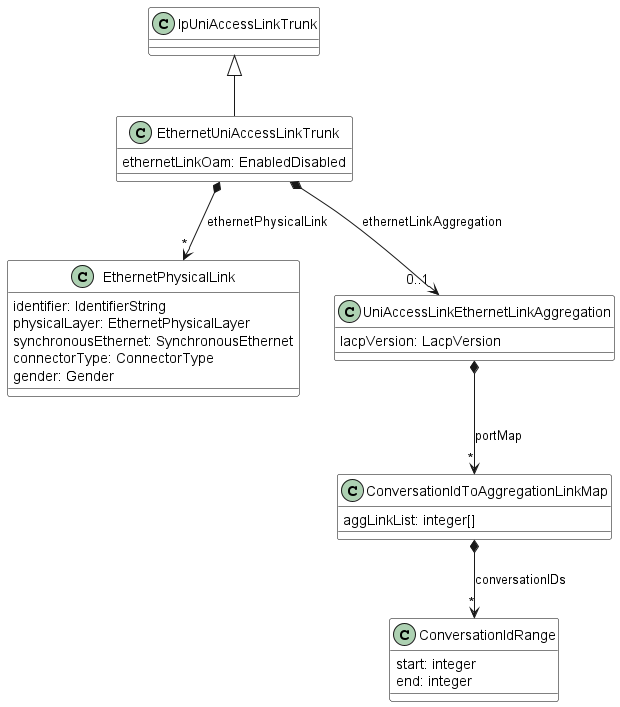 C IpUniAccessLinkTrunk
C EthernetUniAccessLinkTrunk
ethernetLinkOam: EnabledDisabled
ethernetPhysicalLink
ethernetLinkAggregation
*
0..1
C EthernetPhysicalLink
identifier: IdentifierString
physicalLayer: EthernetPhysicalLayer
synchronousEthernet: SynchronousEthernet
connectorType: ConnectorType
gender: Gender
C UniAccessLinkEthernetLinkAggregation
lacpVersion: LacpVersion
portMap
*
C ConversationIdToAggregationLinkMap
aggLinkList: integer[]
conversationIDs
*
C ConversationIdRange
start: integer
end: integer